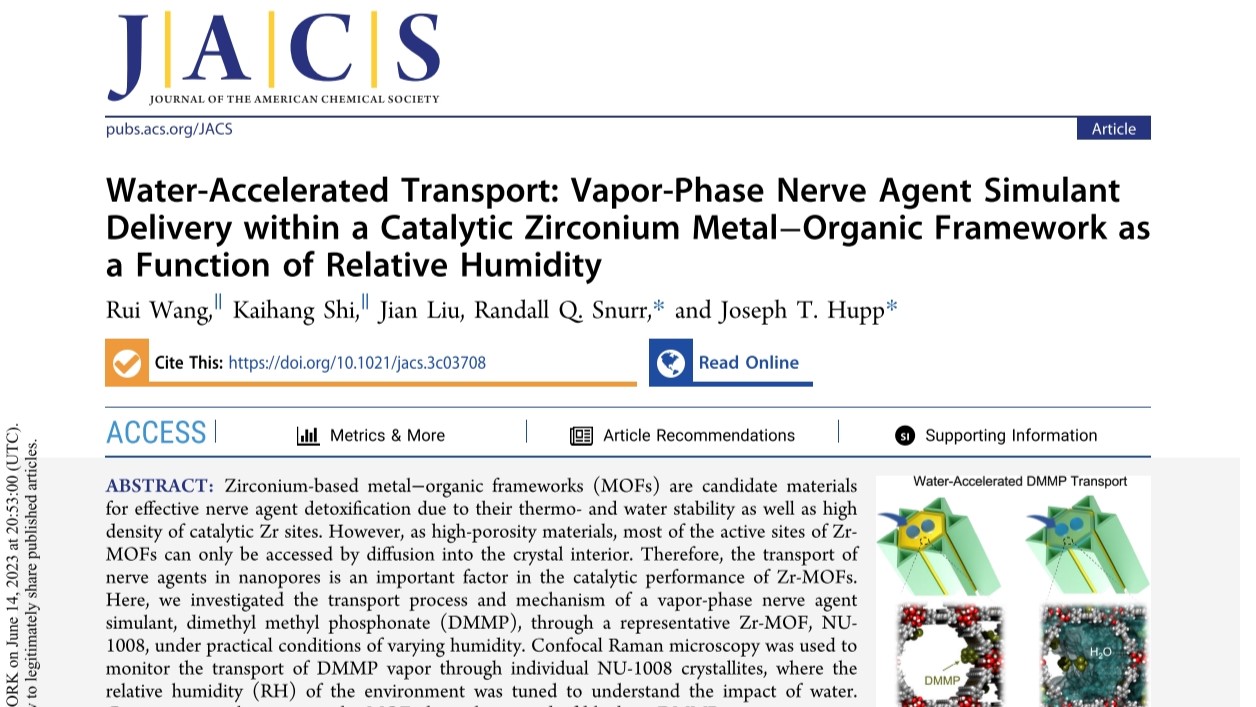 J|A|C|S
JOURNAL OF THE AMERICAN CHEMICAL SOCIETY
pubs.acs.org/JACS
Article
Water-Accelerated Transport: Vapor-Phase Nerve Agent Simulant
Delivery within a Catalytic Zirconium Metal−Organic Framework as
a Function of Relative Humidity
Rui Wang,∥ Kaihang Shi,∥ Jian Liu, Randall Q. Snurr,* and Joseph T. Hupp*
Cite This: https://doi.org/10.1021/jacs.3c03708
Read Online
ACCESS
Metrics & More
Article Recommendations
SI Supporting Information
ABSTRACT: Zirconium-based metal−organic frameworks (MOFs) are candidate materials
for effective nerve agent detoxification due to their thermo- and water stability as well as high
density of catalytic Zr sites. However, as high-porosity materials, most of the active sites of Zr-
MOFs can only be accessed by diffusion into the crystal interior. Therefore, the transport of
nerve agents in nanopores is an important factor in the catalytic performance of Zr-MOFs.
Here, we investigated the transport process and mechanism of a vapor-phase nerve agent
simulant, dimethyl methyl phosphonate (DMMP), through a representative Zr-MOF, NU-
1008, under practical conditions of varying humidity. Confocal Raman microscopy was used to
monitor the transport of DMMP vapor through individual NU-1008 crystallites, where the
relative humidity (RH) of the environment was tuned to understand the impact of water.
Water-Accelerated DMMP Transport
DMMP
H₂O
ORK on June 14, 2023 at 20:53:00 (UTC).
to legitimately share published articles.